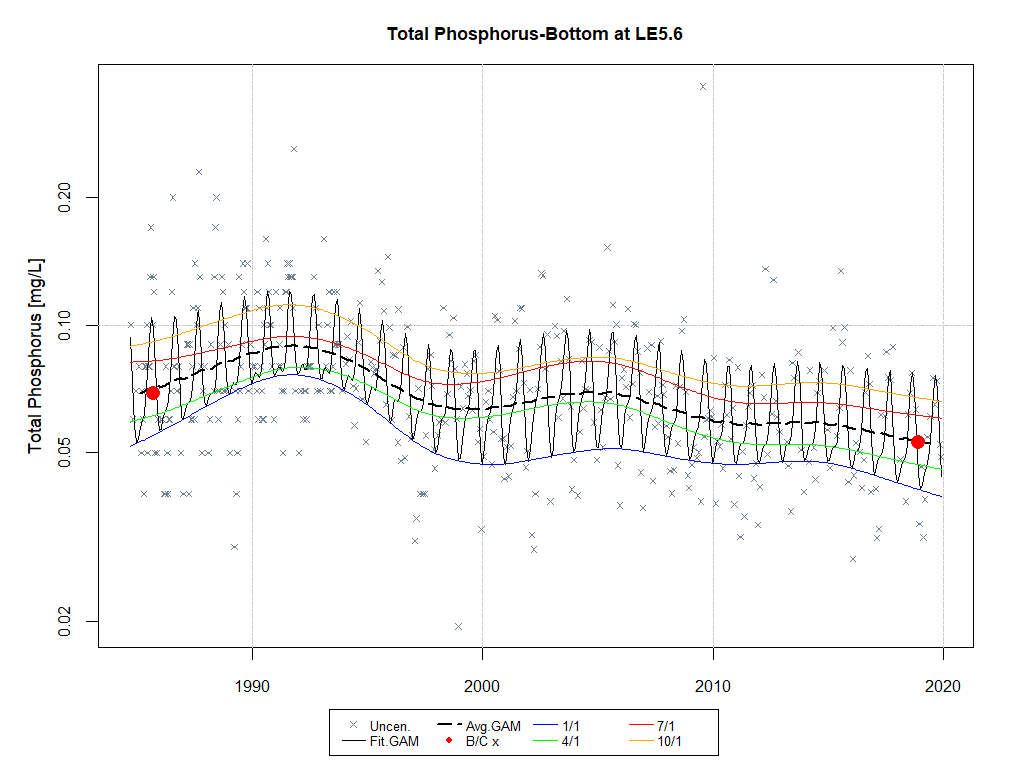 Total Phosphorus-Bottom at LE5.6
Total Phosphorus [mg/L]
0.20
0.10
0.05
0.02
1990 2000 2010 2020
Uncen. Avg.GAM 1/1 7/1
Fit.GAM B/C x 4/1 10/1